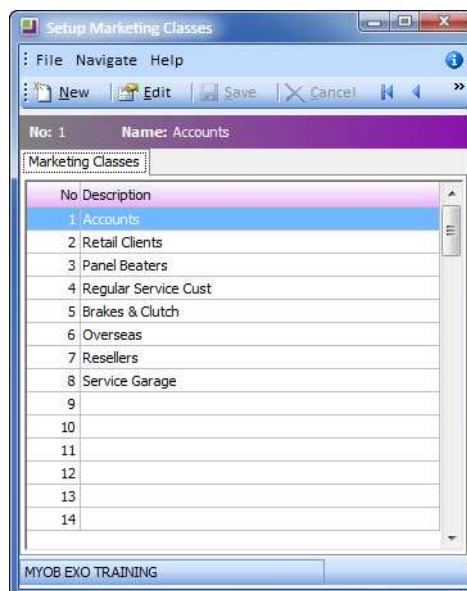 Setup Marketing Classes
File Navigate Help
New Edit Save Cancel »
No: 1 Name: Accounts
Marketing Classes
No Description
1 Accounts
2 Retail Clients
3 Panel Beaters
4 Regular Service Cust
5 Brakes & Clutch
6 Overseas
7 Resellers
8 Service Garage
9
10
11
12
13
14
MYOB EXO TRAINING